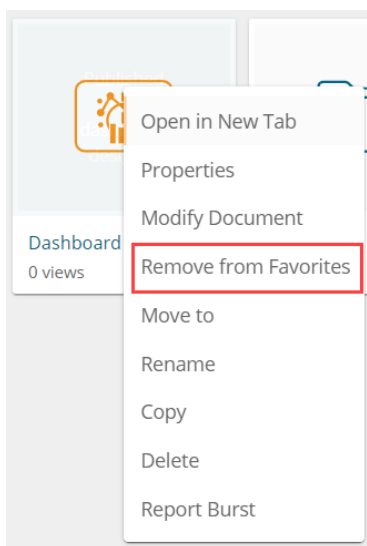 Open in New Tab
Properties
Modify Document
Dashboard
0 views
Remove from Favorites
Move to
Rename
Copy
Delete
Report Burst